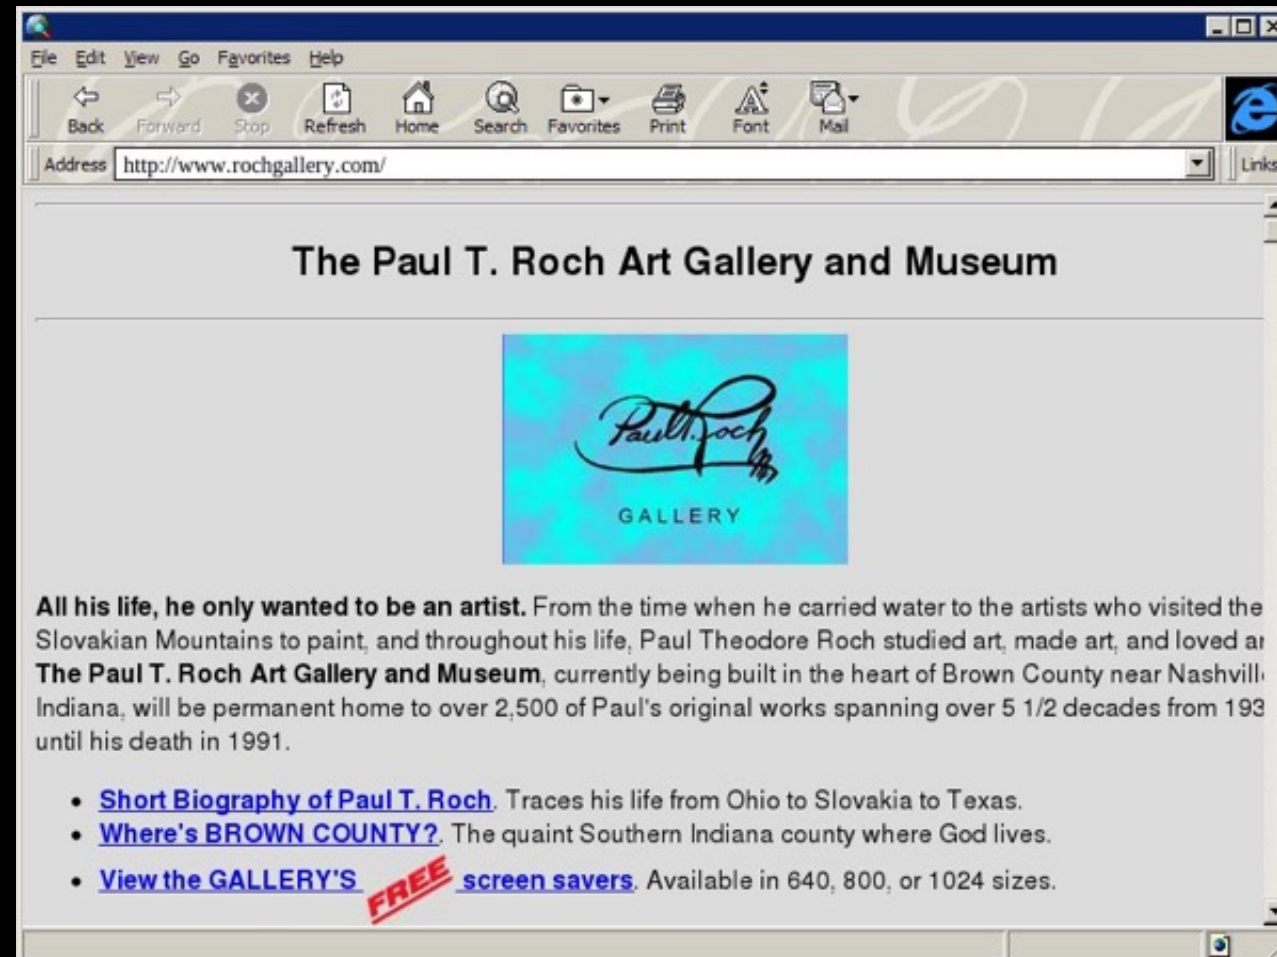 File Edit View Go Favorites Help
Back Forward Stop Refresh Home Search Favorites Print Font Mail
Address http://www.rochgallery.com/ Links
The Paul T. Roch Art Gallery and Museum
Paul T. Roch
GALLERY
All his life, he only wanted to be an artist. From the time when he carried water to the artists who visited the
Slovakian Mountains to paint, and throughout his life, Paul Theodore Roch studied art, made art, and loved
The Paul T. Roch Art Gallery and Museum, currently being built in the heart of Brown County near
Indiana, will be permanent home to over 2,500 of Paul's original works spanning over 5 1/2 decades from
until his death in 1991.
• Short Biography of Paul T. Roch. Traces his life from Ohio to Slovakia to Texas.
• Where's BROWN COUNTY?. The quaint Southern Indiana county where God lives.
• View the GALLERY'S FREE screen savers. Available in 640, 800, or 1024 sizes.